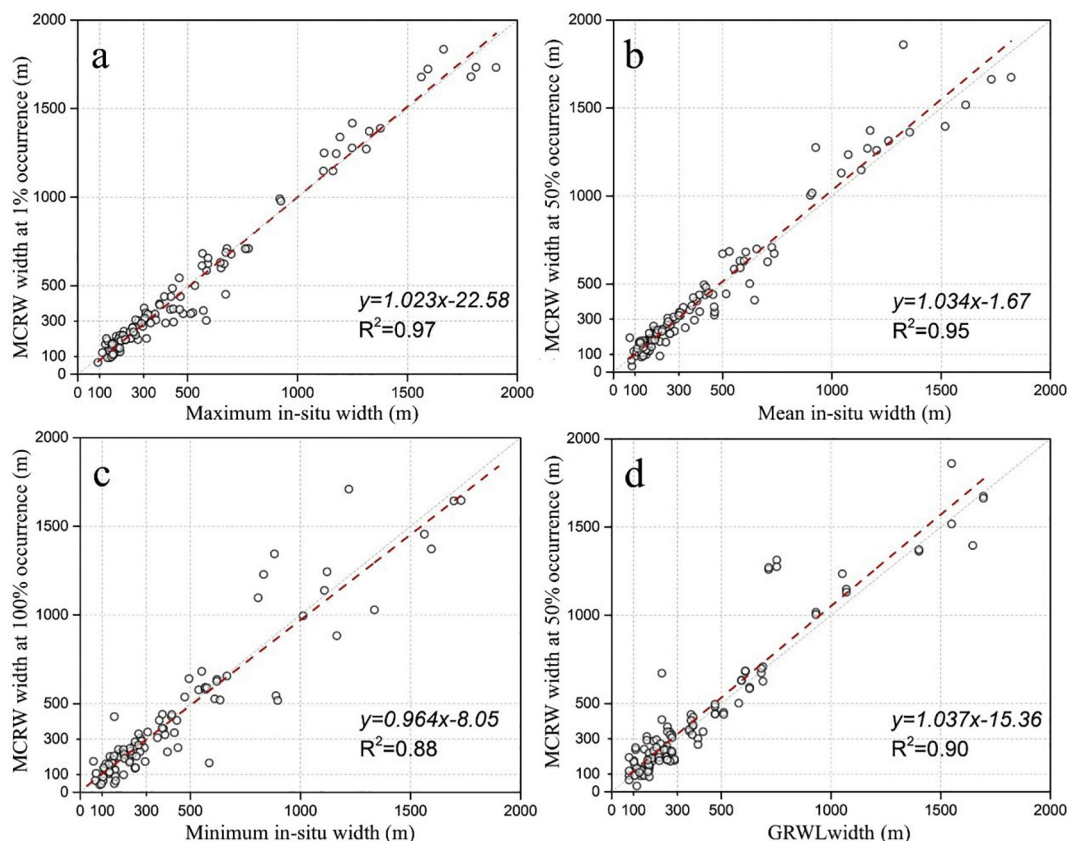 a
MCRW width at 1% occurrence (m)
2000
1500
1000
500
300
100
0
y=1.023x-22.58
R²=0.97
0 100 300 500 1000 1500 2000
Maximum in-situ width (m)
b
MCRW width at 50% occurrence (m)
2000
1500
1000
500
300
100
0
y=1.034x-1.67
R²=0.95
0 100 300 500 1000 1500 2000
Mean in-situ width (m)
c
MCRW width at 100% occurrence (m)
2000
1500
1000
500
300
100
0
y=0.964x-8.05
R²=0.88
0 100 300 500 1000 1500 2000
Minimum in-situ width (m)
d
MCRW width at 50% occurrence (m)
2000
1500
1000
500
300
100
0
y=1.037x-15.36
R²=0.90
0 100 300 500 1000 1500 2000
GRWLwidth (m)